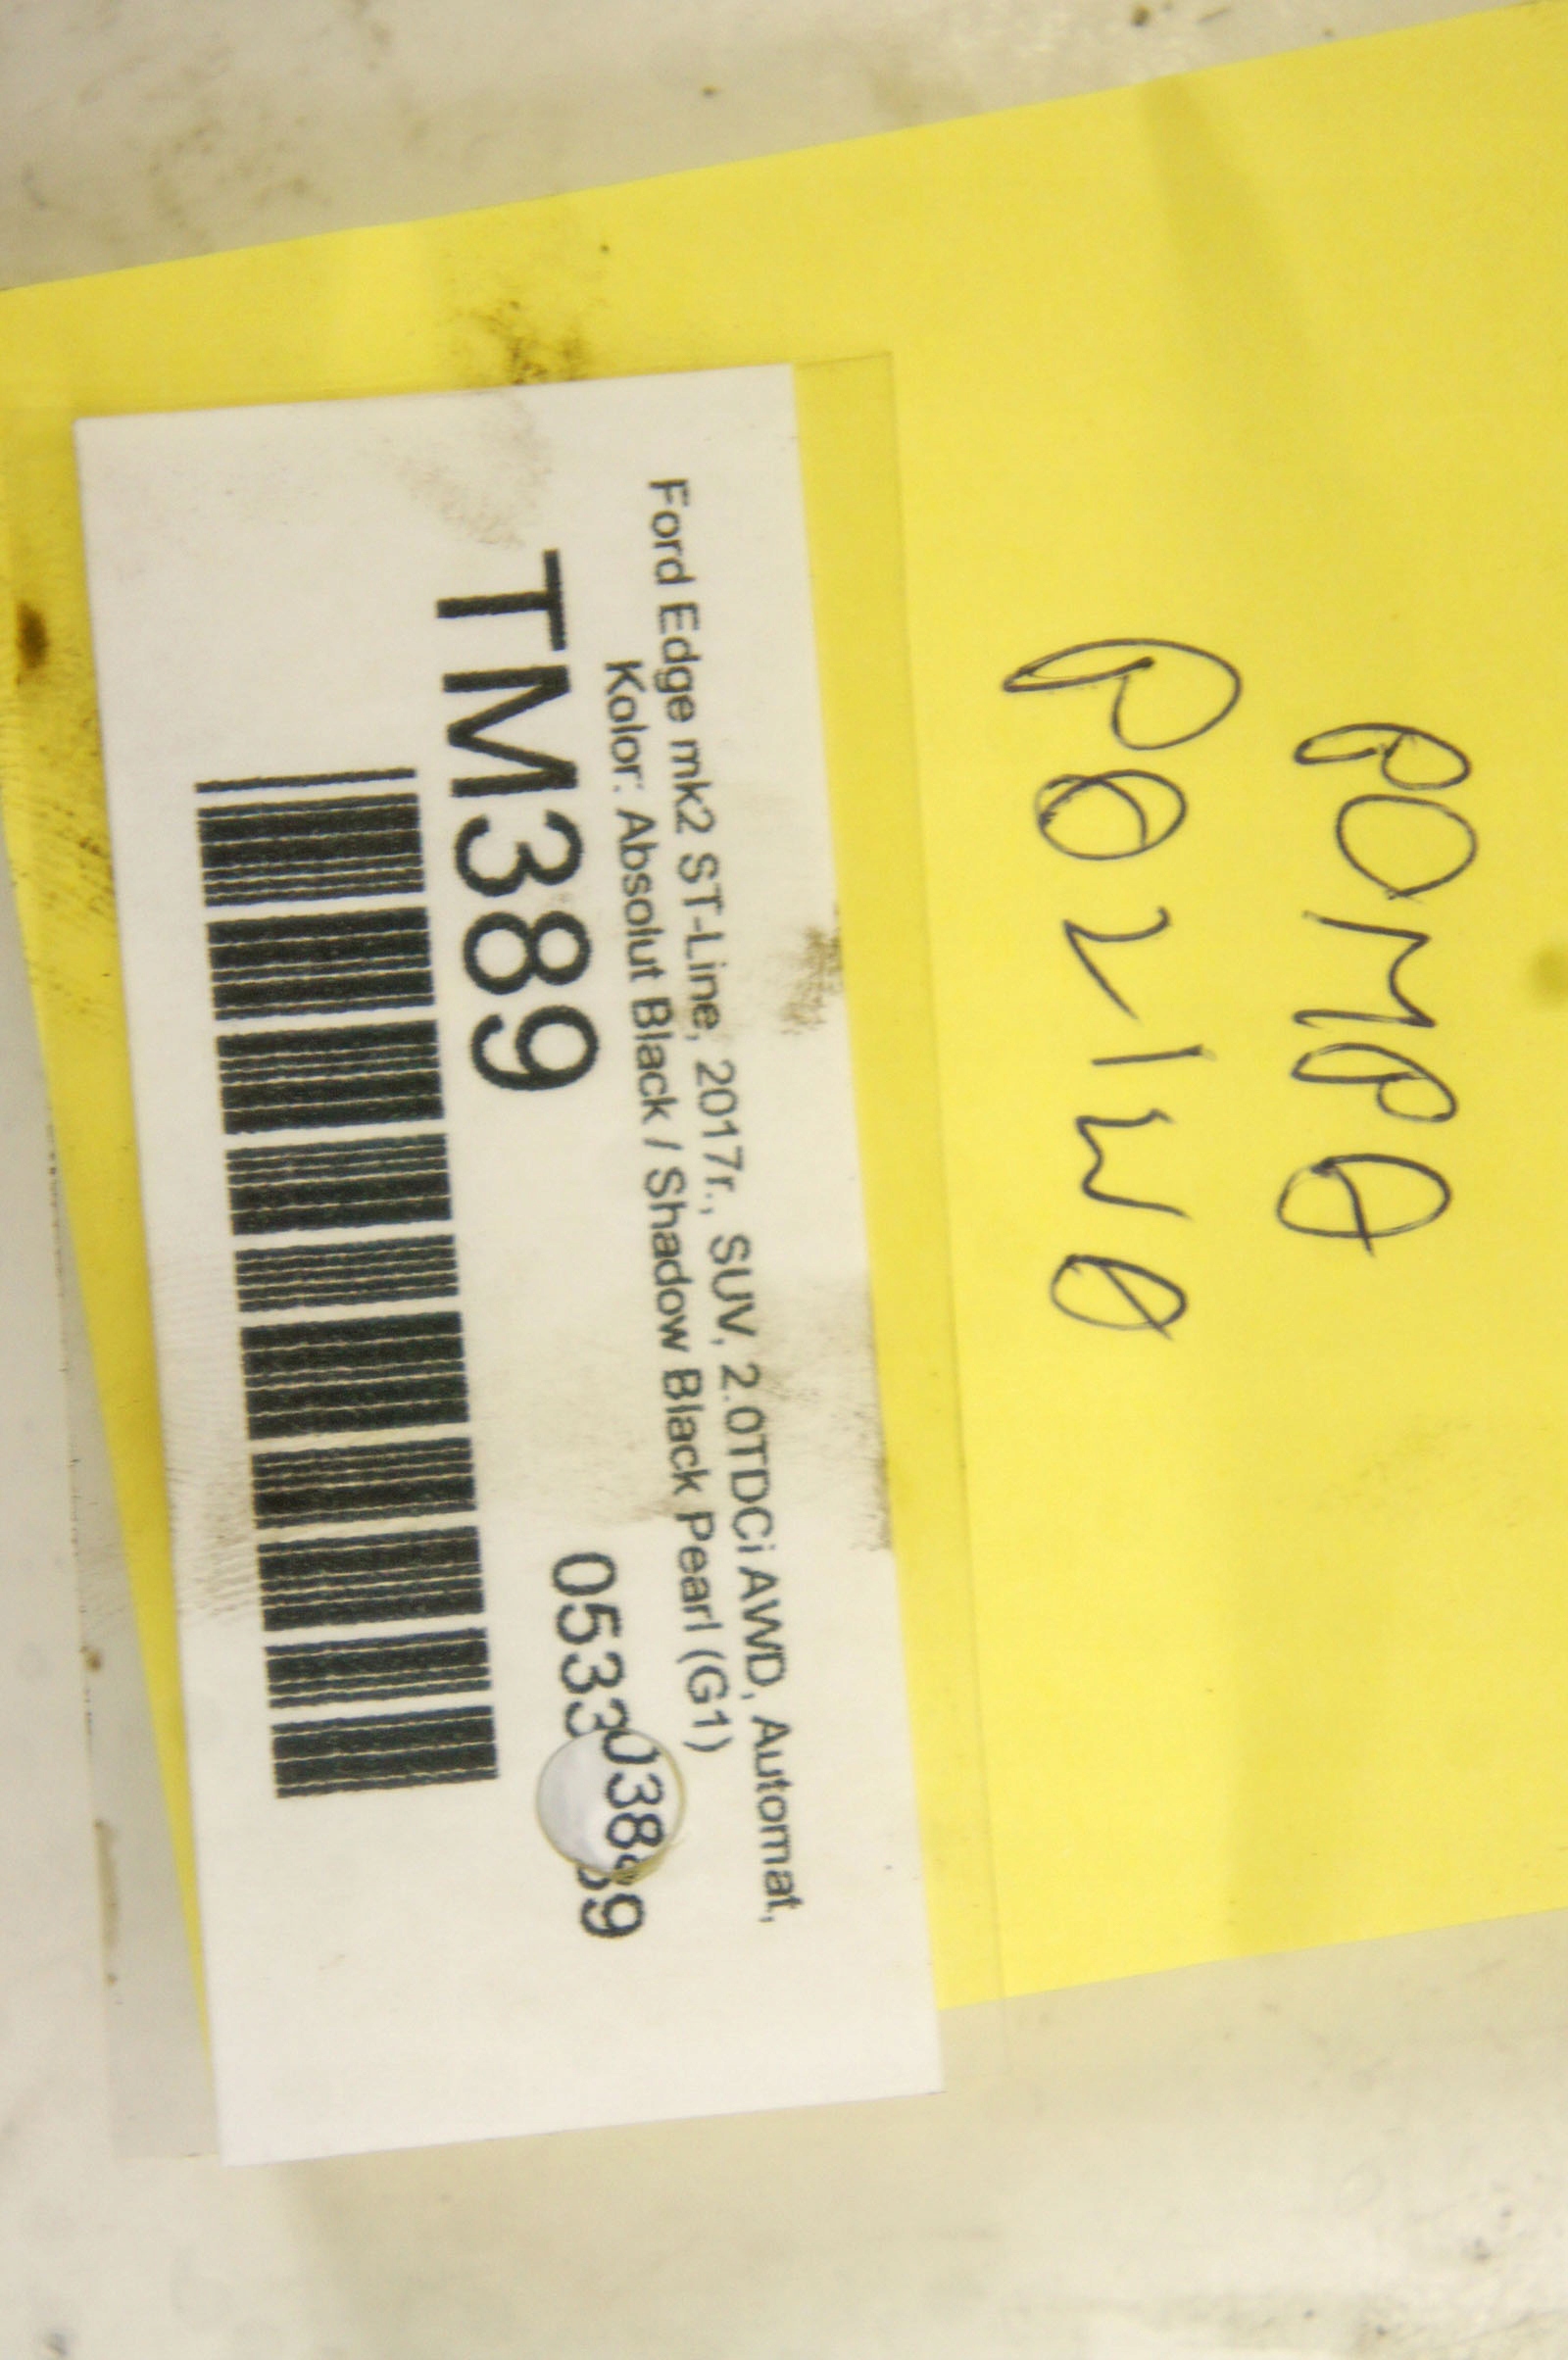 POMPA
PALIWA
Ford Edge mk2 ST-Line, 2017r., SUV, 2.0TDCi AWD, Automat,
Kolor: Absolut Black / Shadow Black Pearl (G1)
TM389